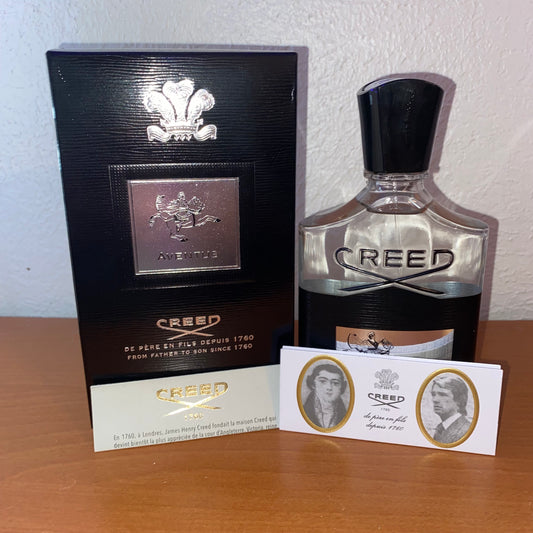 AVENTUS
CREED
DE PÈRE EN FILS DEPUIS 1760
FROM FATHER TO SON SINCE 1760
CREED
CREED
1760
En 1760, à Londres, James Henry Creed fondait la maison Creed qui
devint bientôt la plus appréciée de la cour d'Angleterre. Victoria, reine
CREED
1760
de père en fils
depuis 1760